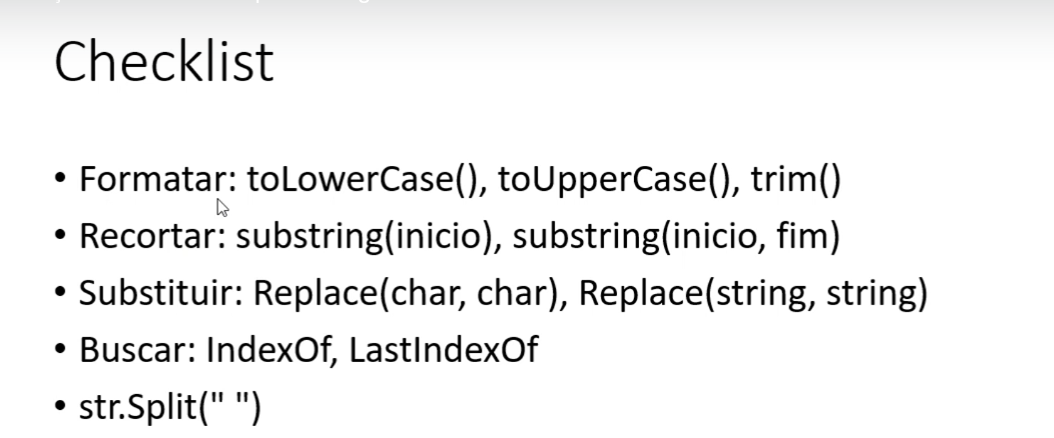 Checklist
• Formatar: toLowerCase(), toUpperCase(), trim()
• Recortar: substring(inicio), substring(inicio, fim)
• Substituir: Replace(char, char), Replace(string, string)
• Buscar: IndexOf, LastIndexOf
• str.Split(" ")